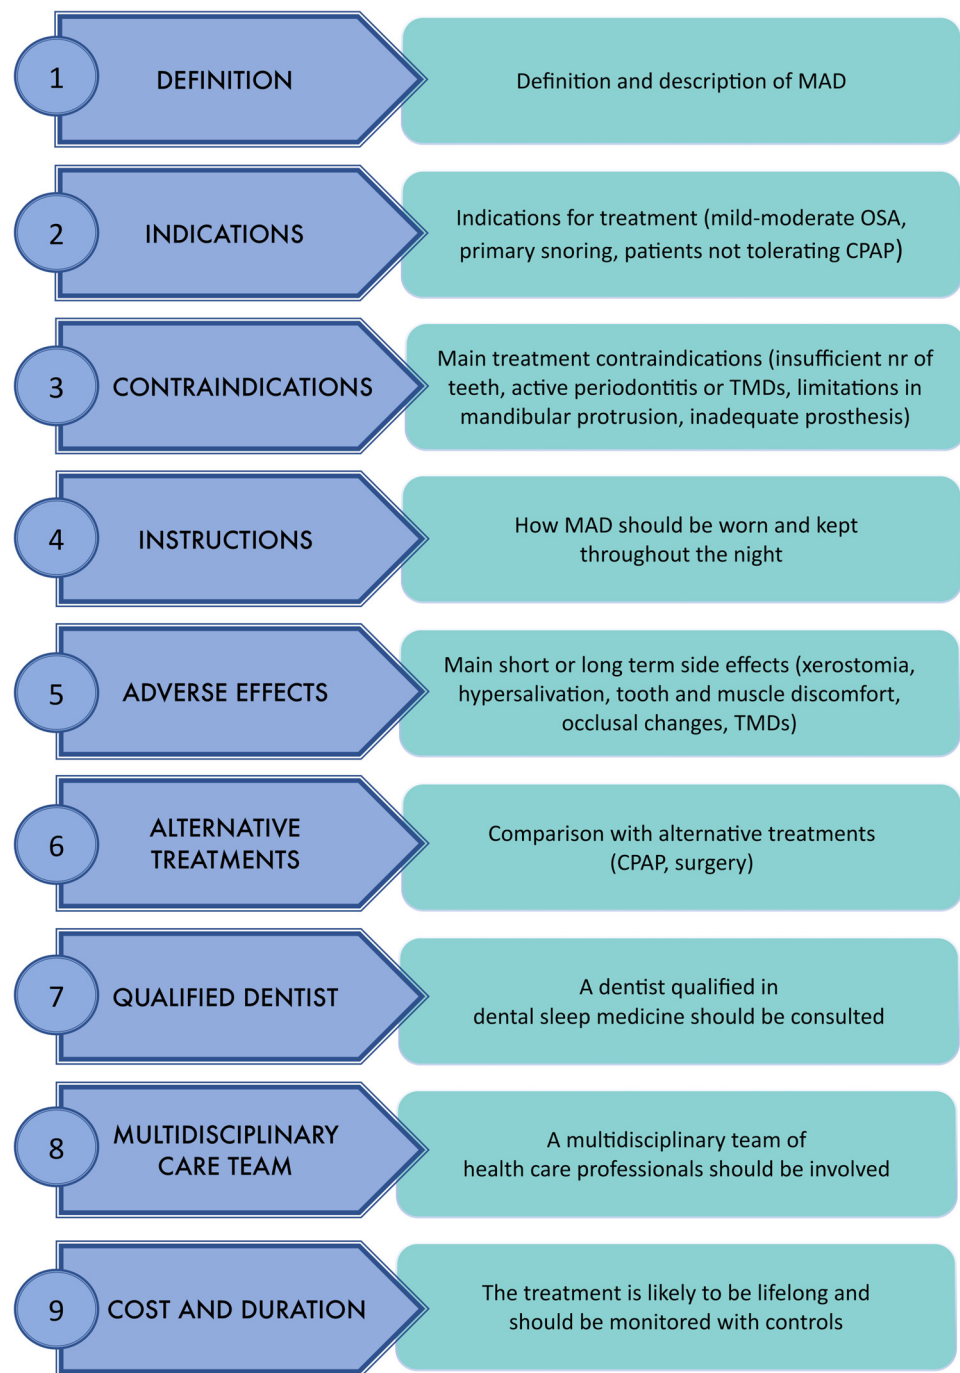 1
DEFINITION
Definition and description of MAD
2
INDICATIONS
Indications for treatment (mild-moderate OSA,
primary snoring, patients not tolerating CPAP)
3
CONTRAINDICATIONS
Main treatment contraindications (insufficient nr of
teeth, active periodontitis or TMDs, limitations in
mandibular protrusion, inadequate prosthesis)
4
INSTRUCTIONS
How MAD should be worn and kept
throughout the night
5
ADVERSE EFFECTS
Main short or long term side effects (xerostomia,
hypersalivation, tooth and muscle discomfort,
occlusal changes, TMDs)
6
ALTERNATIVE
TREATMENTS
Comparison with alternative treatments
(CPAP, surgery)
7
QUALIFIED DENTIST
A dentist qualified in
dental sleep medicine should be consulted
8
MULTIDISCIPLINARY
CARE TEAM
A multidisciplinary team of
health care professionals should be involved
9
COST AND DURATION
The treatment is likely to be lifelong and
should be monitored with controls